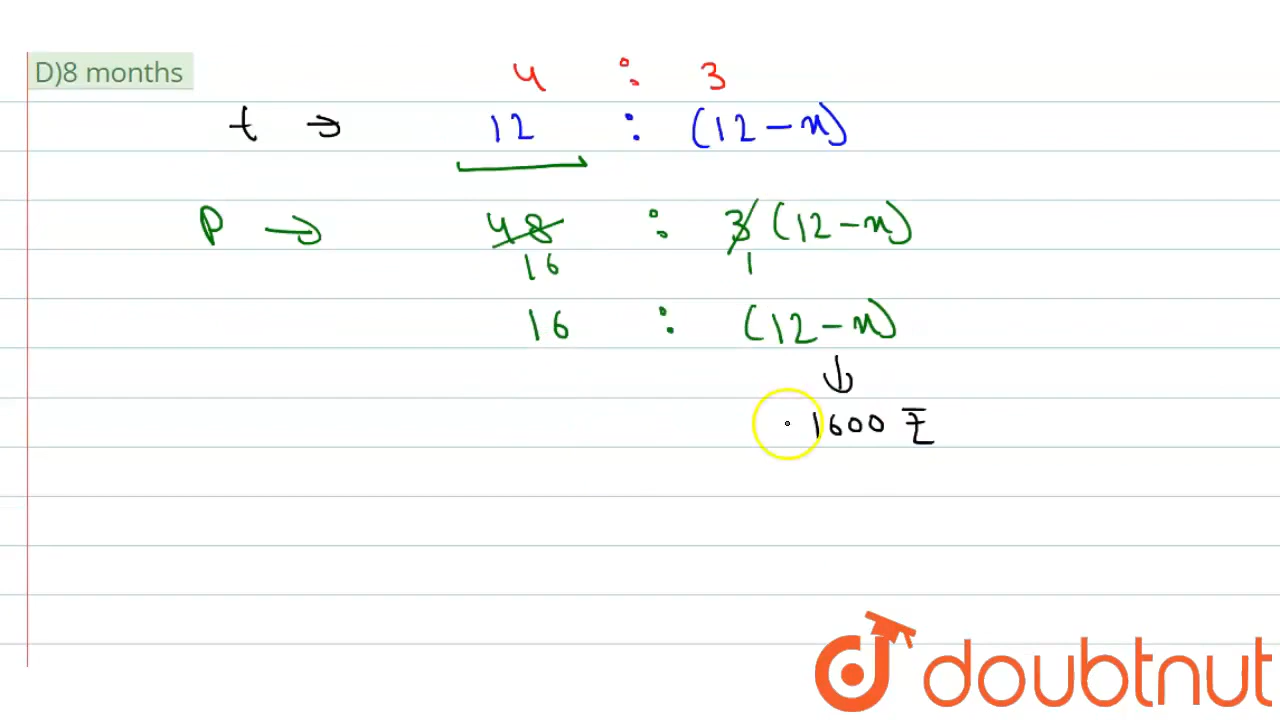 D)8 months
4 : 3
t → 12 : (12-x)
P → 48 : 3 (12-x)
16 1
16 : (12-x)
↓
1600 ₹
doubtnut